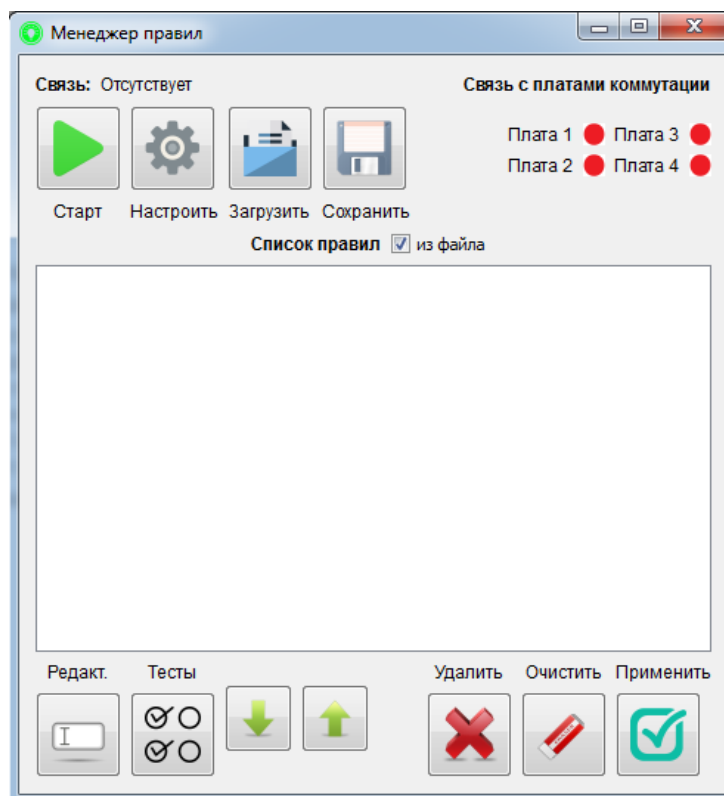 Менеджер правил
Связь: Отсутствует
Связь с платами коммутации
Плата 1 Плата 3
Плата 2 Плата 4
Старт Настроить Загрузить Сохранить
Список правил из файла
Редакт. Тесты Удалить Очистить Применить